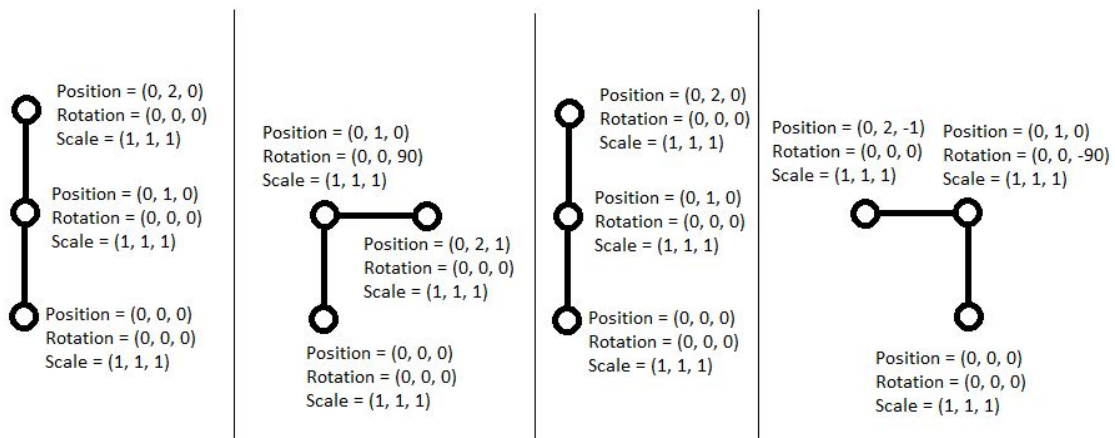 Position = (0, 2, 0)
Rotation = (0, 0, 0)
Scale = (1, 1, 1)
Position = (0, 1, 0)
Rotation = (0, 0, 0)
Scale = (1, 1, 1)
Position = (0, 0, 0)
Rotation = (0, 0, 0)
Scale = (1, 1, 1)
Position = (0, 1, 0)
Rotation = (0, 0, 90)
Scale = (1, 1, 1)
Position = (0, 2, 1)
Rotation = (0, 0, 0)
Scale = (1, 1, 1)
Position = (0, 0, 0)
Rotation = (0, 0, 0)
Scale = (1, 1, 1)
Position = (0, 2, 0)
Rotation = (0, 0, 0)
Scale = (1, 1, 1)
Position = (0, 1, 0)
Rotation = (0, 0, 0)
Scale = (1, 1, 1)
Position = (0, 0, 0)
Rotation = (0, 0, 0)
Scale = (1, 1, 1)
Position = (0, 2, -1)
Rotation = (0, 0, 0)
Scale = (1, 1, 1)
Position = (0, 1, 0)
Rotation = (0, 0, -90)
Scale = (1, 1, 1)
Position = (0, 0, 0)
Rotation = (0, 0, 0)
Scale = (1, 1, 1)